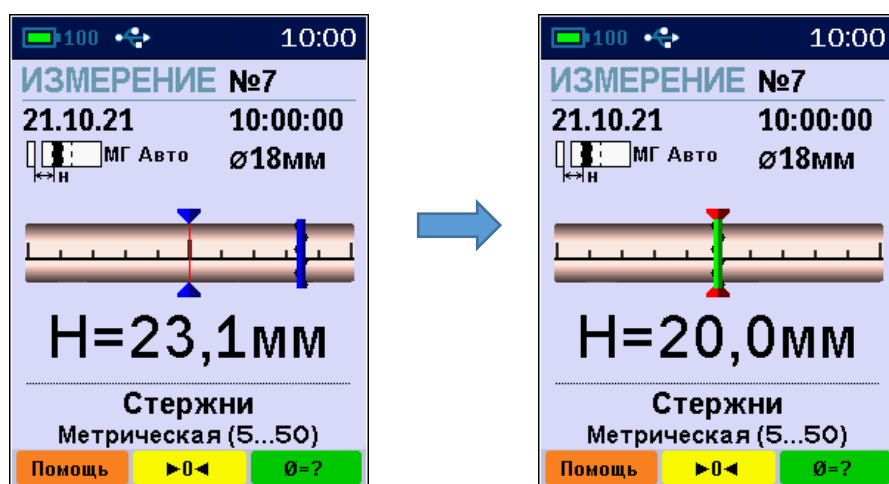 100 10:00
ИЗМЕРЕНИЕ №7
21.10.21 10:00:00
МГ Авто ø18мм
H
H=23,1мм
Стержни
Метрическая (5...50)
Помощь ►0◄ Ø=?
100 10:00
ИЗМЕРЕНИЕ №7
21.10.21 10:00:00
МГ Авто ø18мм
H
H=20,0мм
Стержни
Метрическая (5...50)
Помощь ►0◄ Ø=?